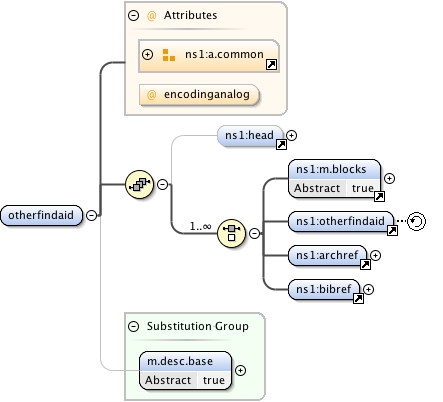 Attributes
ns1:a.common
encodinganalog
ns1:head
ns1:m.blocks
Abstract true
1..∞
otherfindaid
ns1:otherfindaid
ns1:archref
ns1:bibref
Substitution Group
m.desc.base
Abstract true